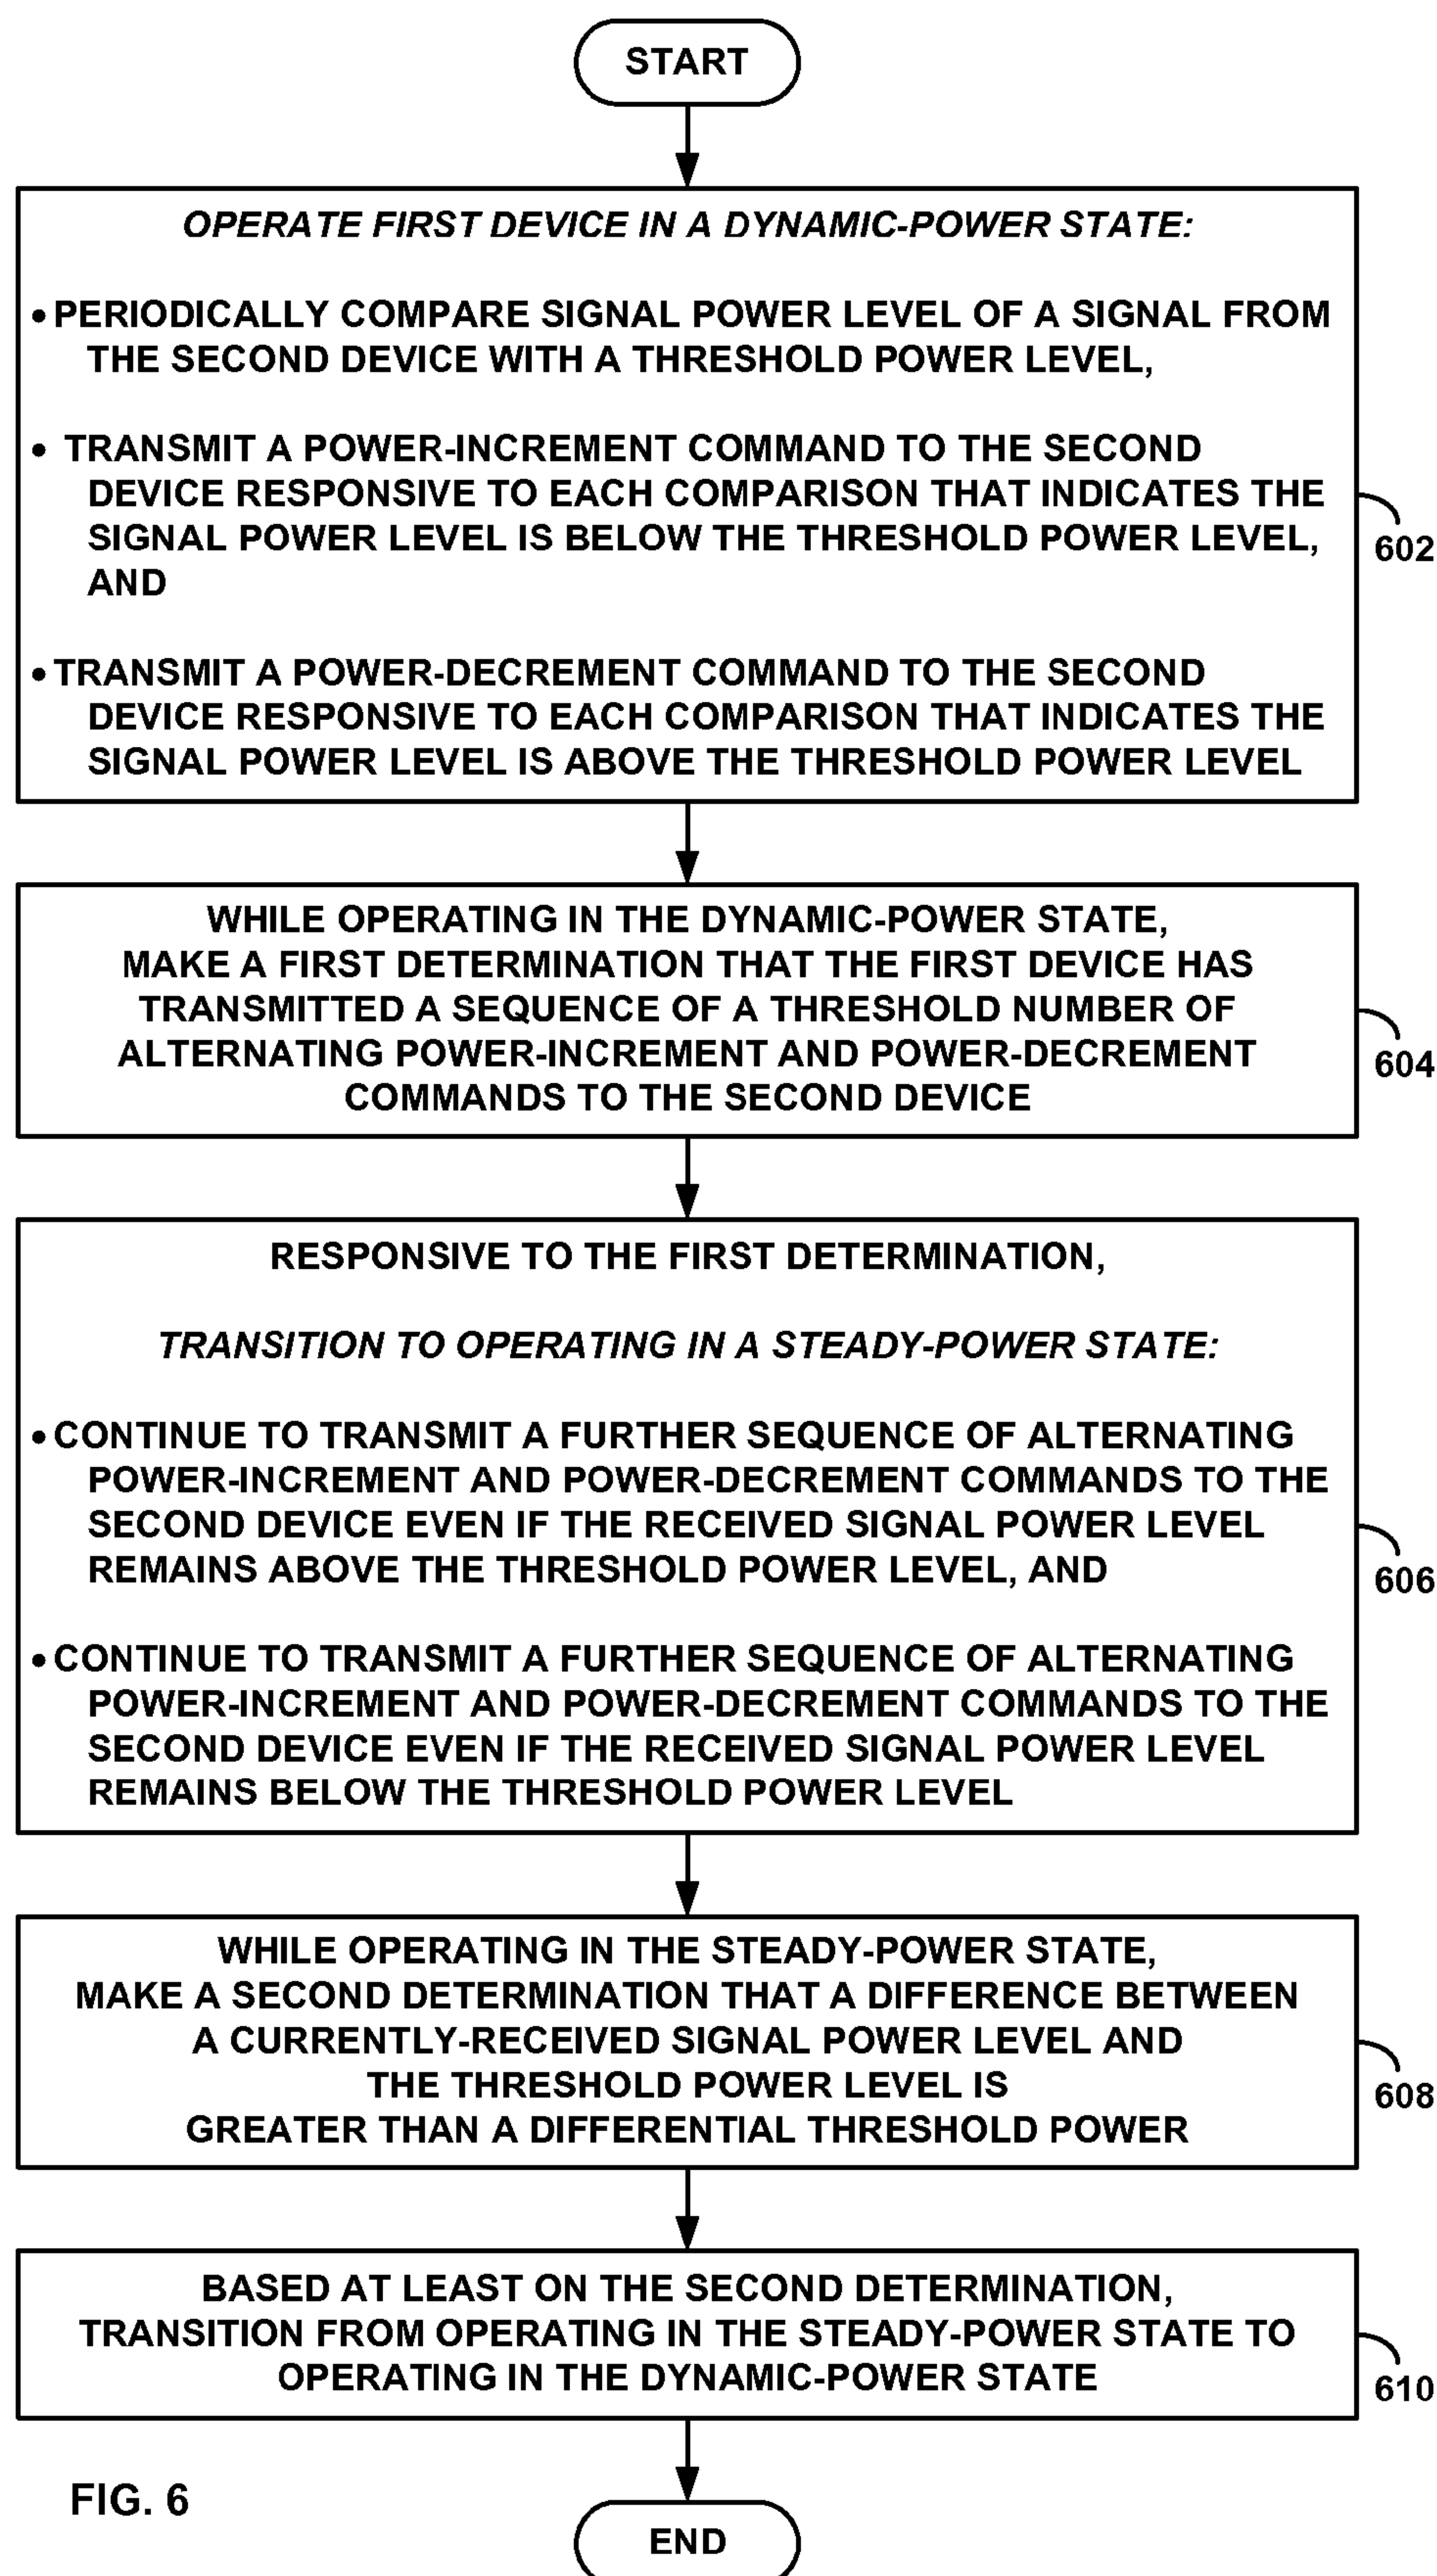 START
OPERATE FIRST DEVICE IN A DYNAMIC-POWER STATE:
• PERIODICALLY COMPARE SIGNAL POWER LEVEL OF A SIGNAL FROM
THE SECOND DEVICE WITH A THRESHOLD POWER LEVEL,
• TRANSMIT A POWER-INCREMENT COMMAND TO THE SECOND
DEVICE RESPONSIVE TO EACH COMPARISON THAT INDICATES THE
SIGNAL POWER LEVEL IS BELOW THE THRESHOLD POWER LEVEL,
AND
• TRANSMIT A POWER-DECREMENT COMMAND TO THE SECOND
DEVICE RESPONSIVE TO EACH COMPARISON THAT INDICATES THE
SIGNAL POWER LEVEL IS ABOVE THE THRESHOLD POWER LEVEL
602
WHILE OPERATING IN THE DYNAMIC-POWER STATE,
MAKE A FIRST DETERMINATION THAT THE FIRST DEVICE HAS
TRANSMITTED A SEQUENCE OF A THRESHOLD NUMBER OF
ALTERNATING POWER-INCREMENT AND POWER-DECREMENT
COMMANDS TO THE SECOND DEVICE
604
RESPONSIVE TO THE FIRST DETERMINATION,
TRANSITION TO OPERATING IN A STEADY-POWER STATE:
• CONTINUE TO TRANSMIT A FURTHER SEQUENCE OF ALTERNATING
POWER-INCREMENT AND POWER-DECREMENT COMMANDS TO THE
SECOND DEVICE EVEN IF THE RECEIVED SIGNAL POWER LEVEL
REMAINS ABOVE THE THRESHOLD POWER LEVEL, AND
• CONTINUE TO TRANSMIT A FURTHER SEQUENCE OF ALTERNATING
POWER-INCREMENT AND POWER-DECREMENT COMMANDS TO THE
SECOND DEVICE EVEN IF THE RECEIVED SIGNAL POWER LEVEL
REMAINS BELOW THE THRESHOLD POWER LEVEL
606
WHILE OPERATING IN THE STEADY-POWER STATE,
MAKE A SECOND DETERMINATION THAT A DIFFERENCE BETWEEN
A CURRENTLY-RECEIVED SIGNAL POWER LEVEL AND
THE THRESHOLD POWER LEVEL IS
GREATER THAN A DIFFERENTIAL THRESHOLD POWER
608
BASED AT LEAST ON THE SECOND DETERMINATION,
TRANSITION FROM OPERATING IN THE STEADY-POWER STATE TO
OPERATING IN THE DYNAMIC-POWER STATE
610
FIG. 6
END